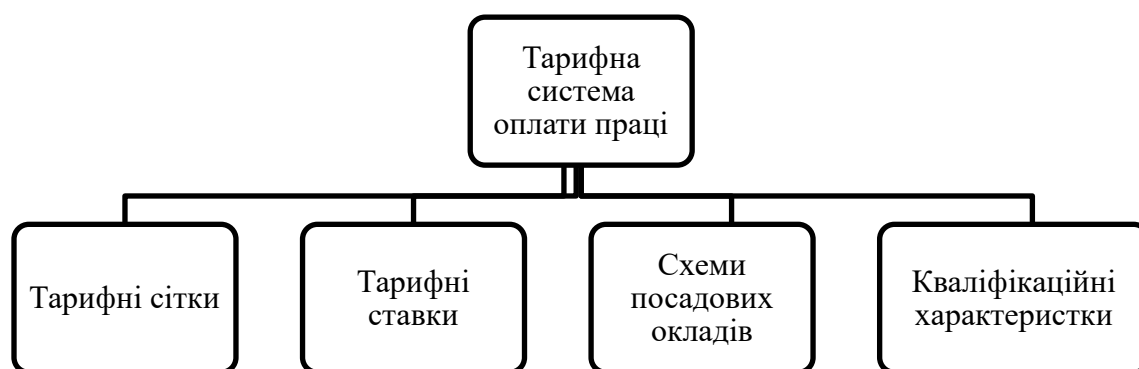 Тарифна
система
оплати праці
Тарифні сітки
Тарифні
ставки
Схеми
посадових
окладів
Кваліфікаційні
характеристки